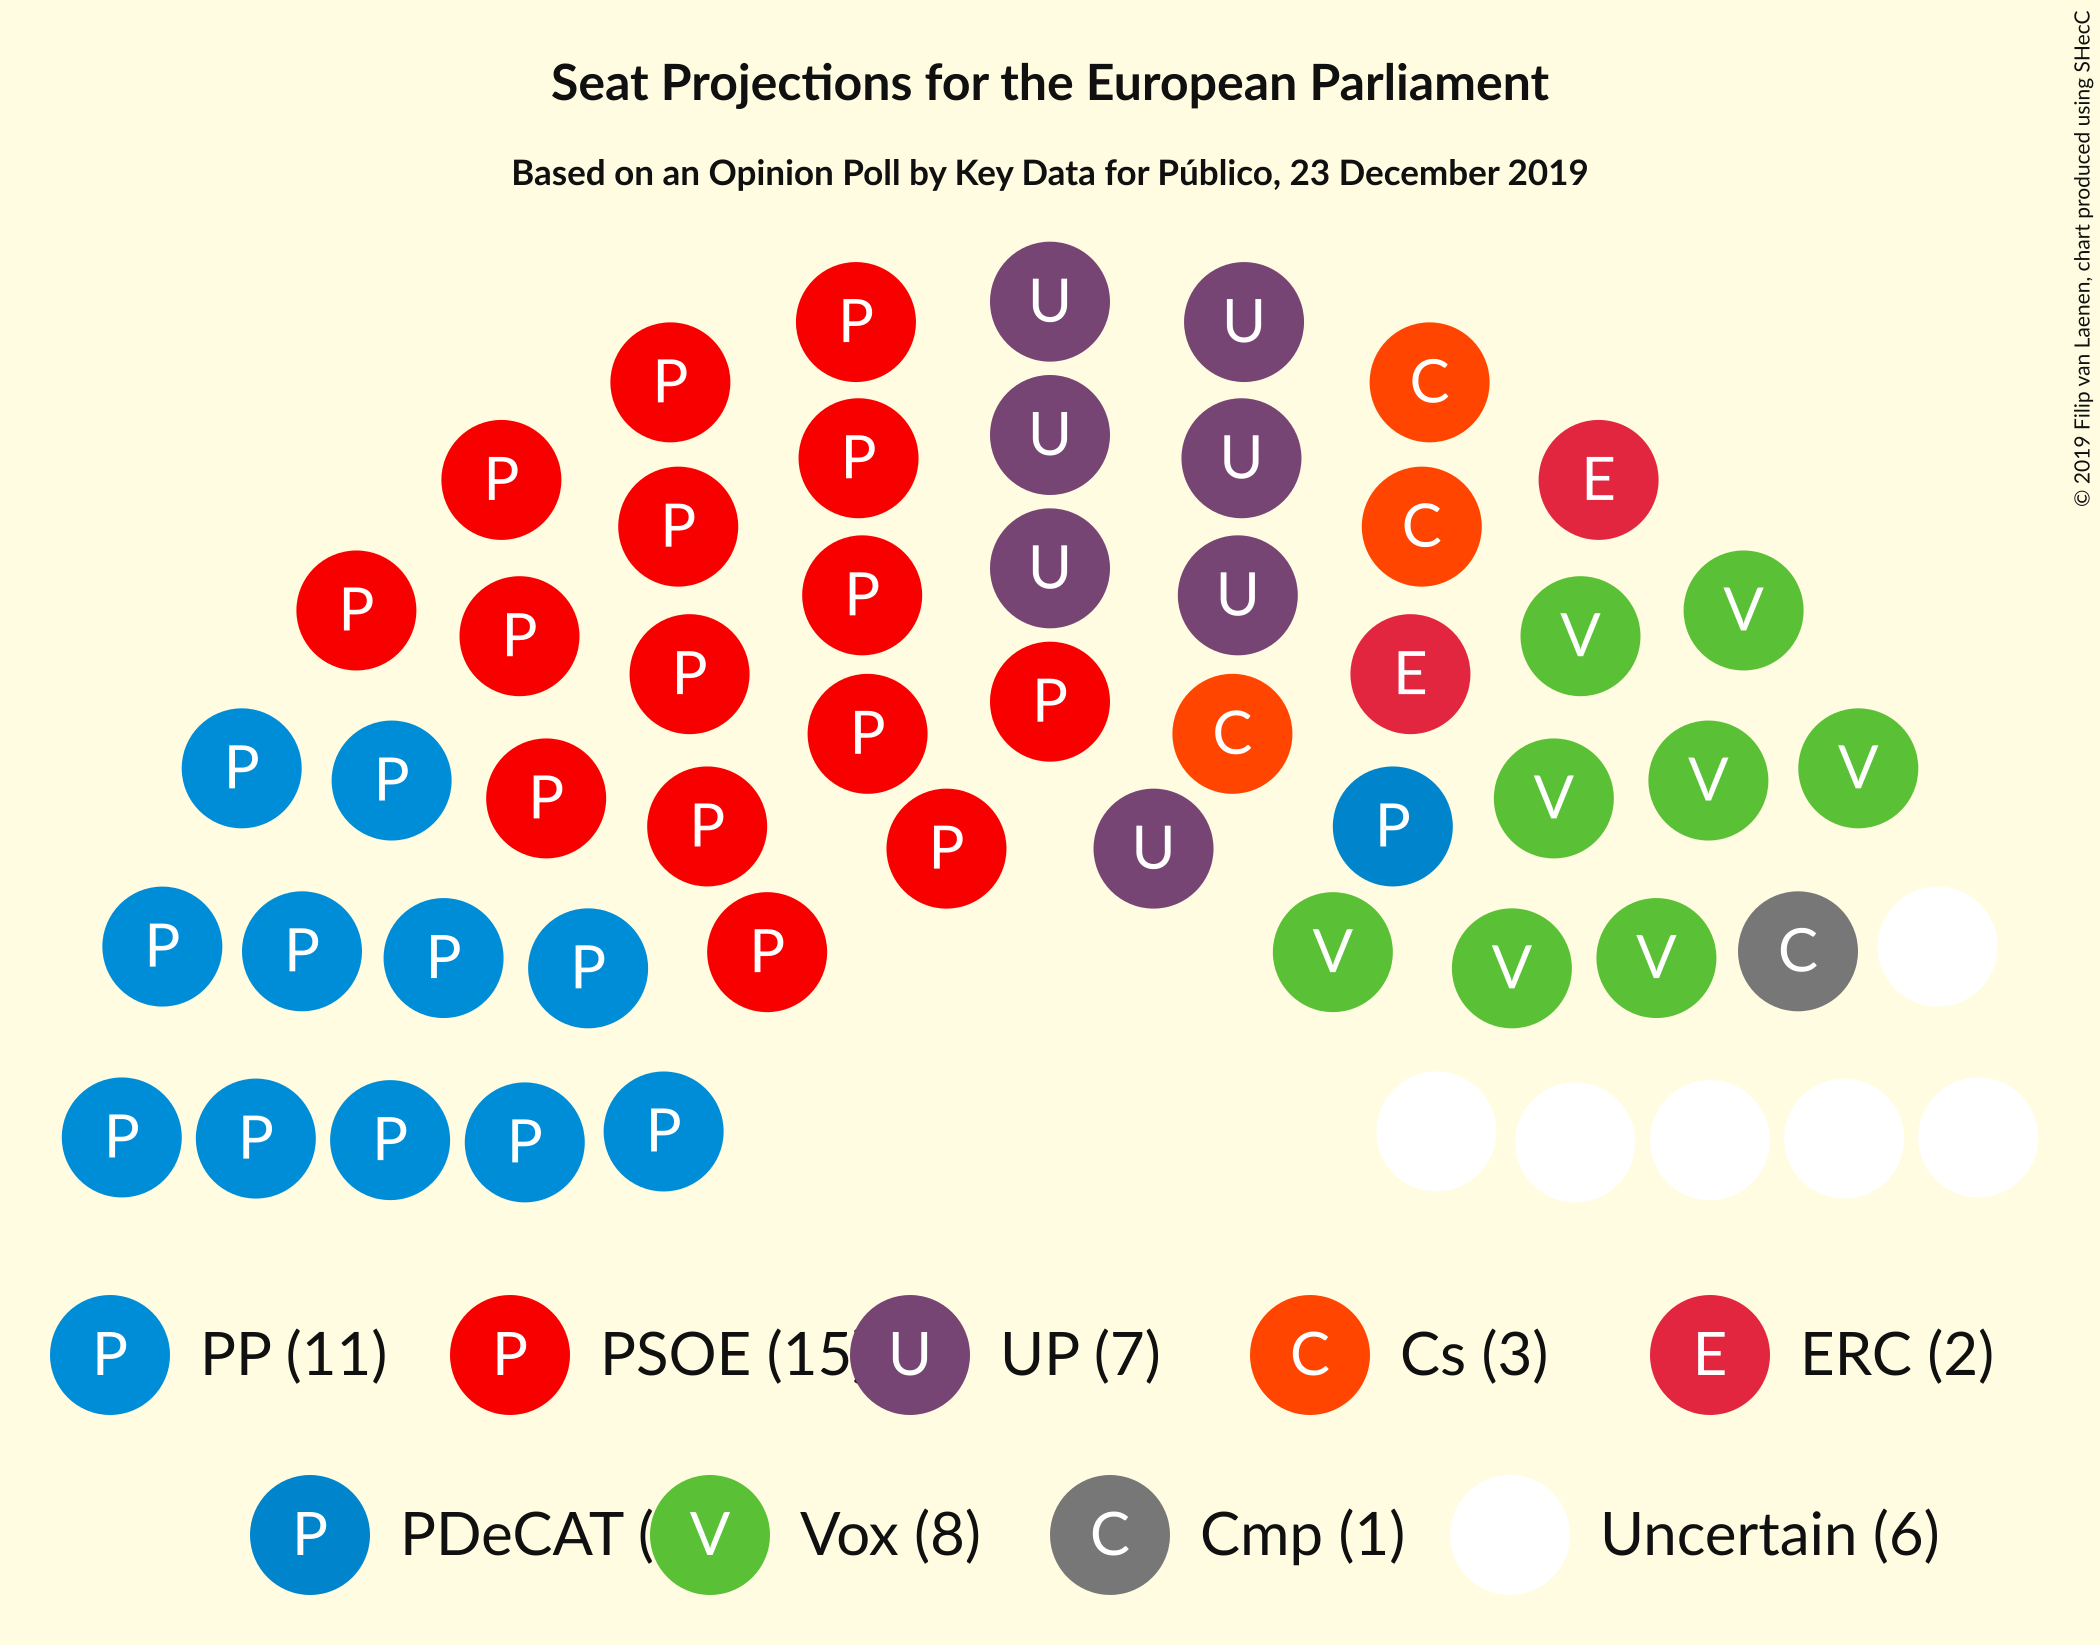 Seat Projections for the European Parliament
Based on an Opinion Poll by Key Data for Público, 23 December 2019
© 2019 Filip van Laenen, chart produced using SHecC
U
P U
P C
U
P U
P E
P C
U
P U
P V
P V
P E
P U
P C
P P V V V
P P
P P
P U
P P P P C
P V V V
P P P P P
P PP (11) P PSOE (15 U UP (7) C Cs (3) E ERC (2)
P PDeCAT ( V Vox (8) C Cmp (1) Uncertain (6)